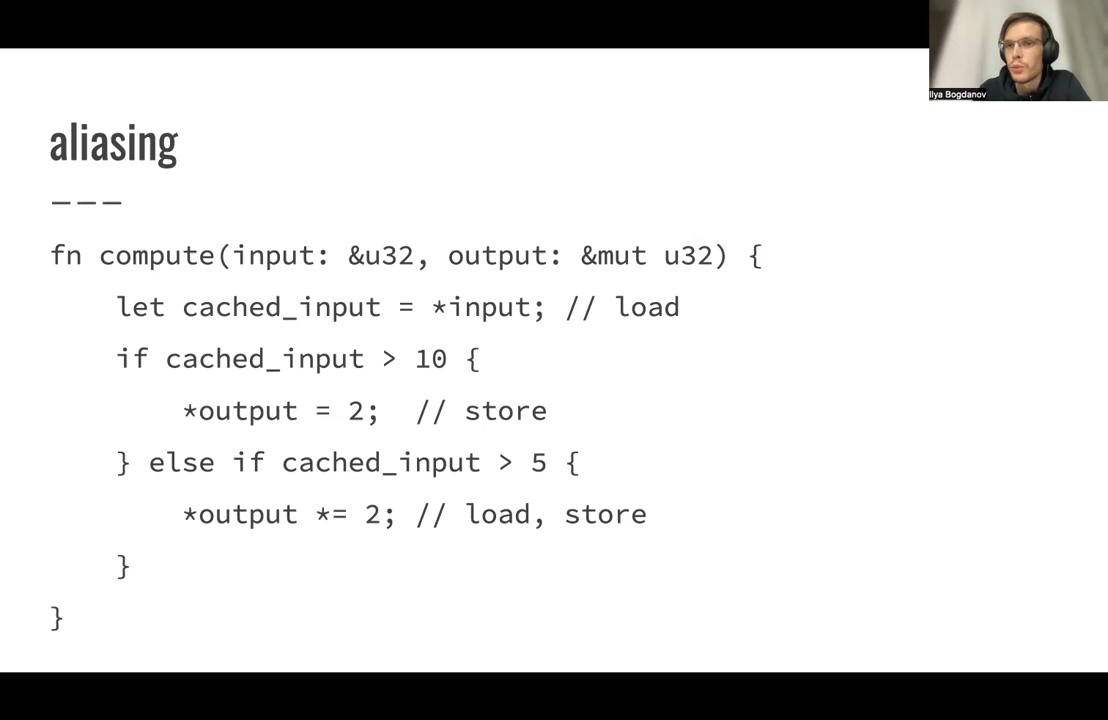 Ilya Bogdanov
aliasing
———
fn compute(input: &u32, output: &mut u32) {
    let cached_input = *input; // load
    if cached_input > 10 {
        *output = 2;  // store
    } else if cached_input > 5 {
        *output *= 2; // load, store
    }
}